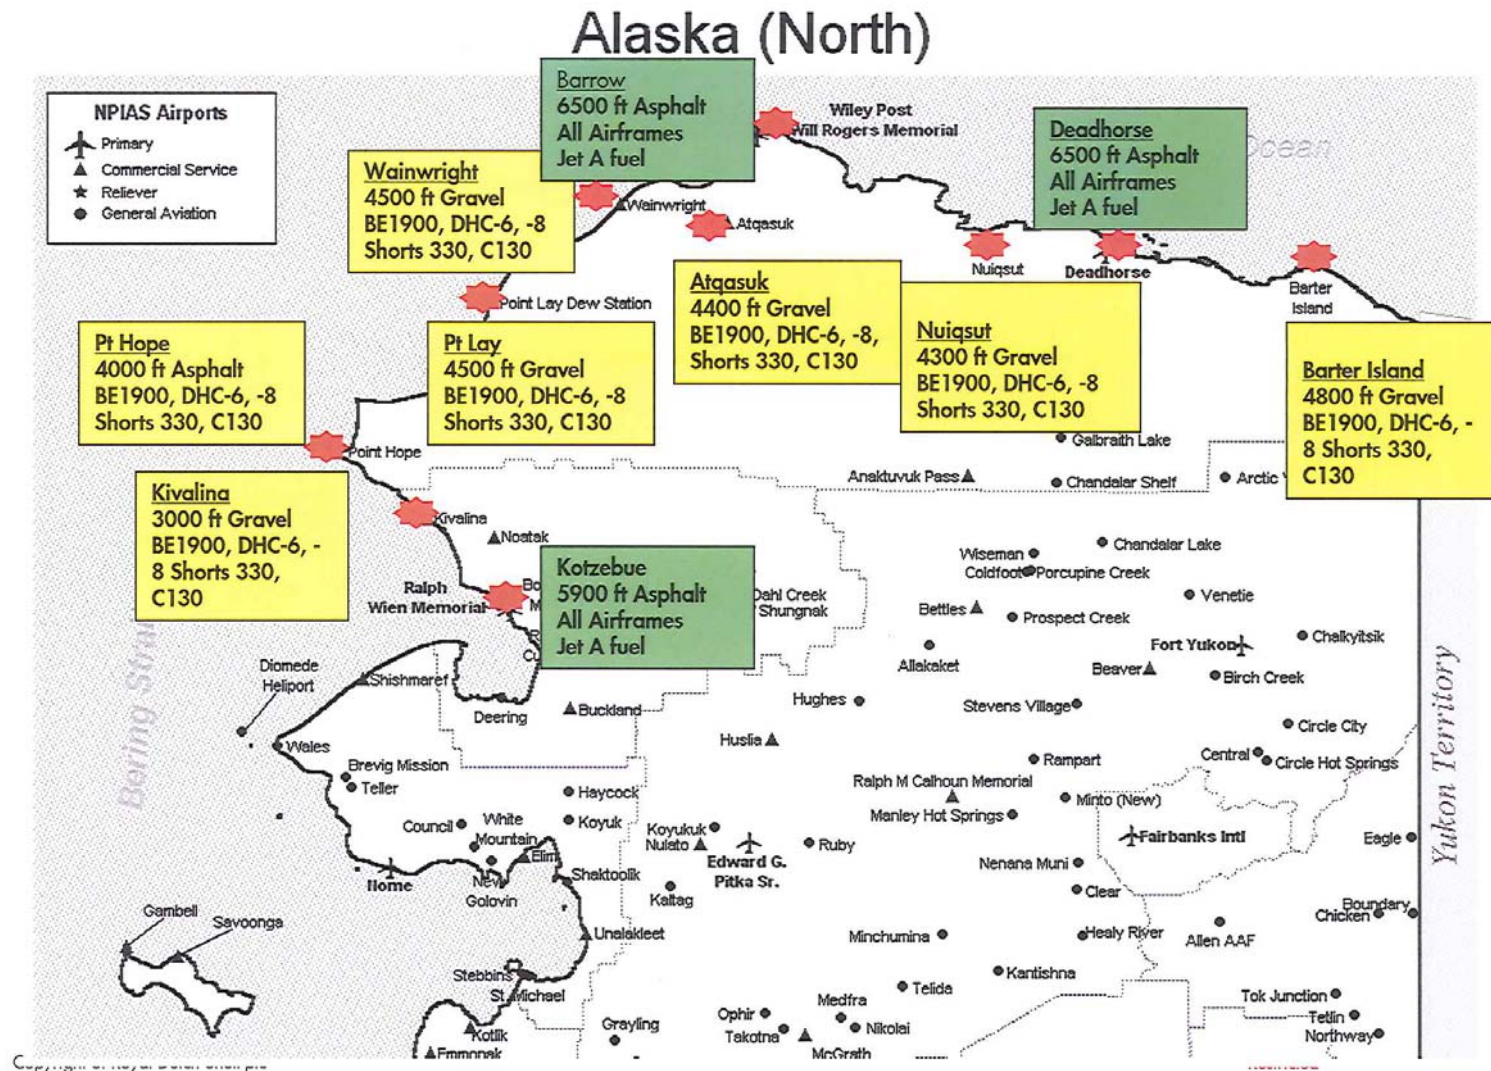 Alaska (North)
NPIAS Airports
Primary
Commercial Service
Reliever
General Aviation
Barrow
6500 ft Asphalt
All Airframes
Jet A fuel
Wiley Post
Will Rogers Memorial
Deadhorse
6500 ft Asphalt
All Airframes
Jet A fuel
Ocean
Wainwright
4500 ft Gravel
BE1900, DHC-6, -8
Shorts 330, C130
Wainwright
Atqasuk
Nuiqsut
Deadhorse
Barter
Island
Point Lay Dew Station
Atqasuk
4400 ft Gravel
BE1900, DHC-6, -8,
Shorts 330, C130
Nuiqsut
4300 ft Gravel
BE1900, DHC-6, -8
Shorts 330, C130
Barter Island
4800 ft Gravel
BE1900, DHC-6, -
8 Shorts 330,
C130
Pt Hope
4000 ft Asphalt
BE1900, DHC-6, -8
Shorts 330, C130
Pt Lay
4500 ft Gravel
BE1900, DHC-6, -8
Shorts 330, C130
Point Hope
Galbraith Lake
Anaktuvuk Pass
Chandalar Shelf
Arctic
Kivalina
3000 ft Gravel
BE1900, DHC-6, -
8 Shorts 330,
C130
Kivalina
Noatak
Ralph
Wien Memorial
Kotzebue
5900 ft Asphalt
All Airframes
Jet A fuel
Dahl Creek
Shungnak
Wiseman
Chandalar Lake
Coldfoot
Porcupine Creek
Bettles
Prospect Creek
Venetie
Allakaket
Fort Yukon
Chalkyitsik
Beaver
Birch Creek
Bering Strait
Diomede
Heliport
Shishmaref
Deering
Buckland
Hughes
Stevens Village
Circle City
Wales
Huslia
Rampart
Central
Circle Hot Springs
Brevig Mission
Teller
Haycock
Ralph M Calhoun Memorial
Manley Hot Springs
Minto (New)
Yukon Territory
Council
White
Mountain
Koyuk
Koyukuk
Nulato
Edward G.
Pitka Sr.
Ruby
Fairbanks Intl
Eagle
Elim
Nome
New
Golovin
Shaktoolik
Kaltag
Nenana Muni
Clear
Gambell
Savoonga
Unalakleet
Minchumina
Healy River
Allen AAF
Boundary
Chicken
Stebbins
St. Michael
Kantishna
Telida
Tok Junction
Tetlin
Northway
Kotlik
Emmonak
Grayling
Ophir
Takotna
Medfra
Nikolai
McGrath